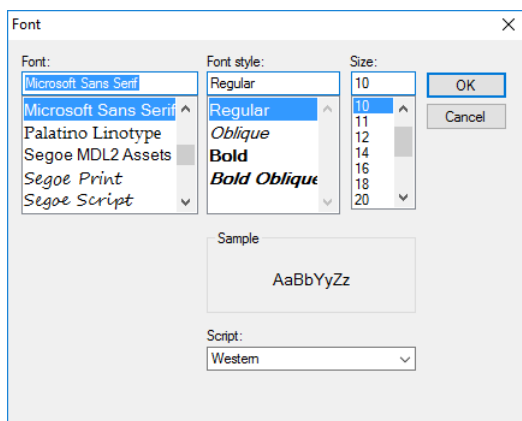 Font
Font:
Font style:
Size:
Microsoft Sans Serif
Regular
10
OK
Cancel
Microsoft Sans Serif
Palatino Linotype
Segoe MDL2 Assets
Segoe Print
Segoe Script
Regular
Oblique
Bold
Bold Oblique
10
11
12
14
16
18
20
Sample
AaBbYyZz
Script:
Western